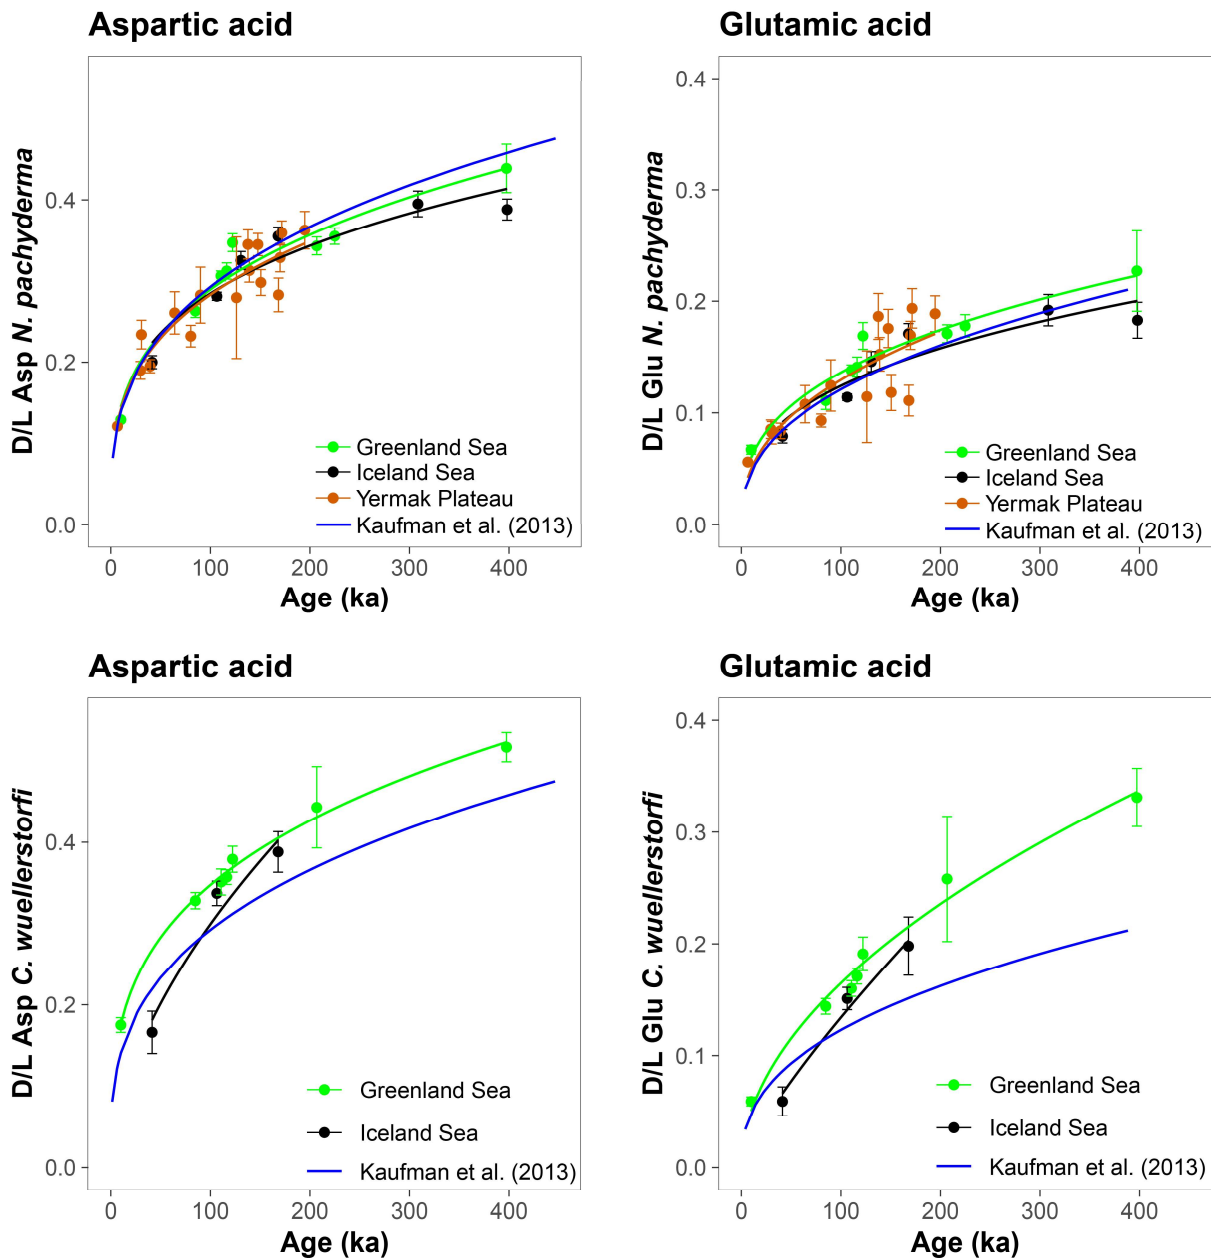 Aspartic acid
D/L Asp N. pachyderma
0.4
0.2
0.0
Greenland Sea
Iceland Sea
Yermak Plateau
Kaufman et al. (2013)
0 100 200 300 400
Age (ka)
Glutamic acid
D/L Glu N. pachyderma
0.4
0.3
0.2
0.1
0.0
Greenland Sea
Iceland Sea
Yermak Plateau
Kaufman et al. (2013)
0 100 200 300 400
Age (ka)
Aspartic acid
D/L Asp C. wuellerstorfi
0.4
0.2
0.0
Greenland Sea
Iceland Sea
Kaufman et al. (2013)
0 100 200 300 400
Age (ka)
Glutamic acid
D/L Glu C. wuellerstorfi
0.4
0.3
0.2
0.1
0.0
Greenland Sea
Iceland Sea
Kaufman et al. (2013)
0 100 200 300 400
Age (ka)